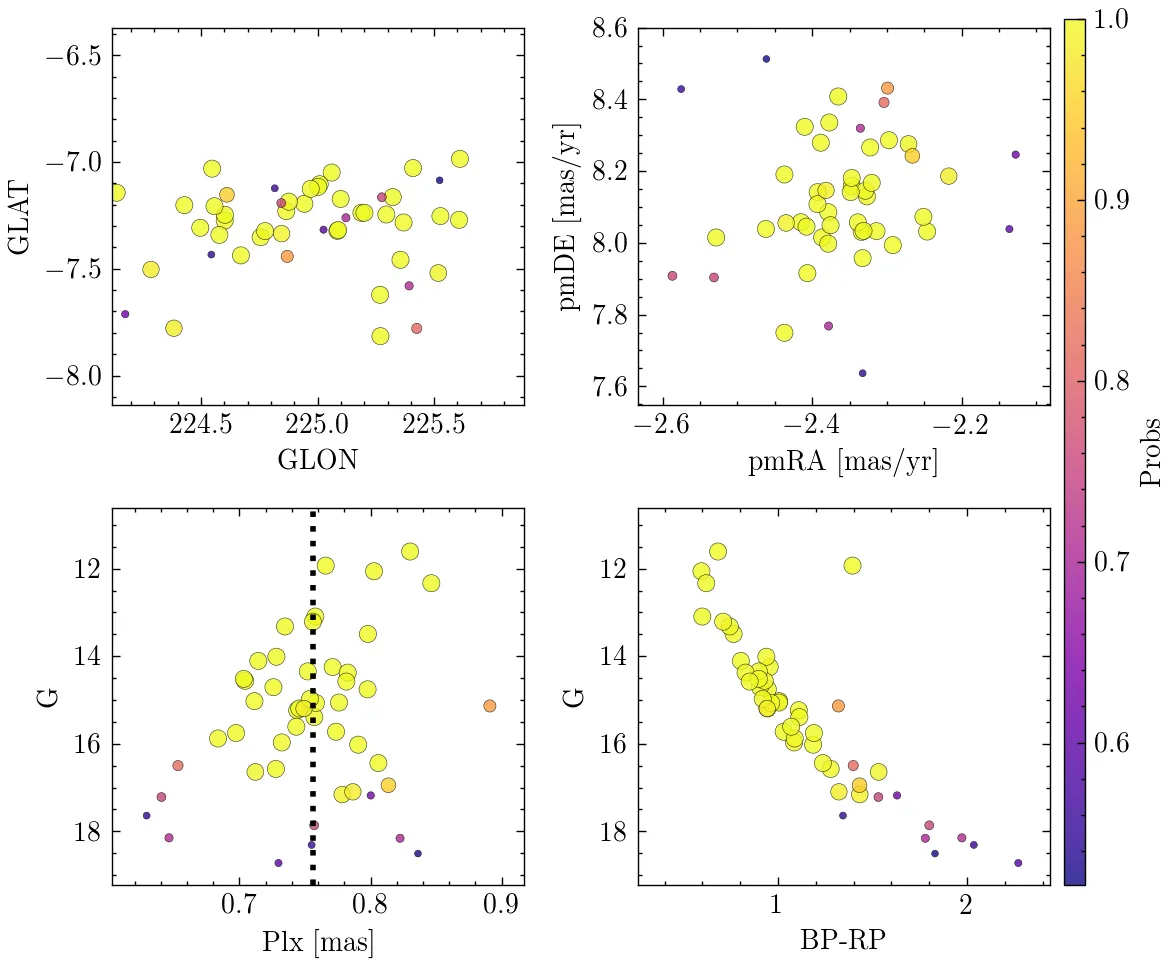 −6.5
−7.0
−7.5
−8.0
GLAT
224.5 225.0 225.5
GLON
8.6
8.4
8.2
8.0
7.8
7.6
pmDE [mas/yr]
−2.6 −2.4 −2.2
pmRA [mas/yr]
12
14
16
18
G
0.7 0.8 0.9
Plx [mas]
12
14
16
18
G
1 2
BP-RP
1.0
0.9
0.8
0.7
0.6
Probs